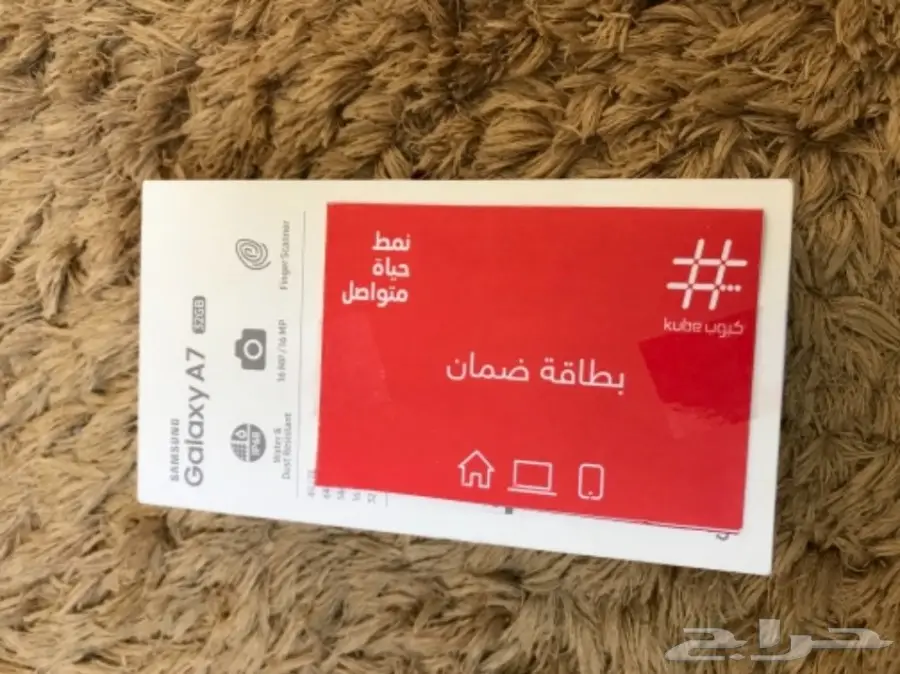 SAMSUNG
Galaxy A7 32GB
IP68
Water &
Dust Resistant
16 MP / 16 MP
Finger Scanner
نمط
حياة
متواصل
#
kube كيوب
بطاقة ضمان
حراج